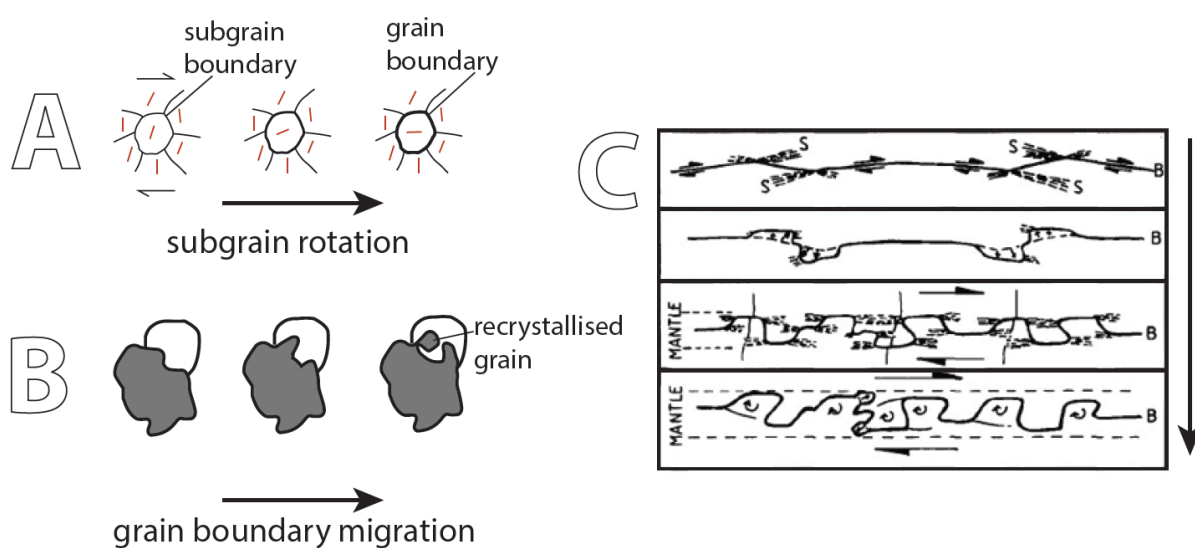 A
subgrain
boundary
grain
boundary
subgrain rotation
B
recrystallised
grain
grain boundary migration
C
S
S
S
S
B
B
MANTLE
B
MANTLE
B